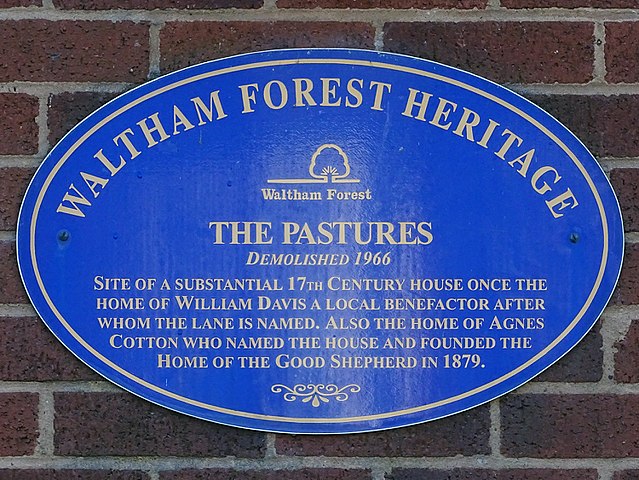 WALTHAM FOREST HERITAGE
Waltham Forest
THE PASTURES
DEMOLISHED 1966
SITE OF A SUBSTANTIAL 17TH CENTURY HOUSE ONCE THE
HOME OF WILLIAM DAVIS A LOCAL BENEFACTOR AFTER
WHOM THE LANE IS NAMED. ALSO THE HOME OF AGNES
COTTON WHO NAMED THE HOUSE AND FOUNDED THE
HOME OF THE GOOD SHEPHERD IN 1879.